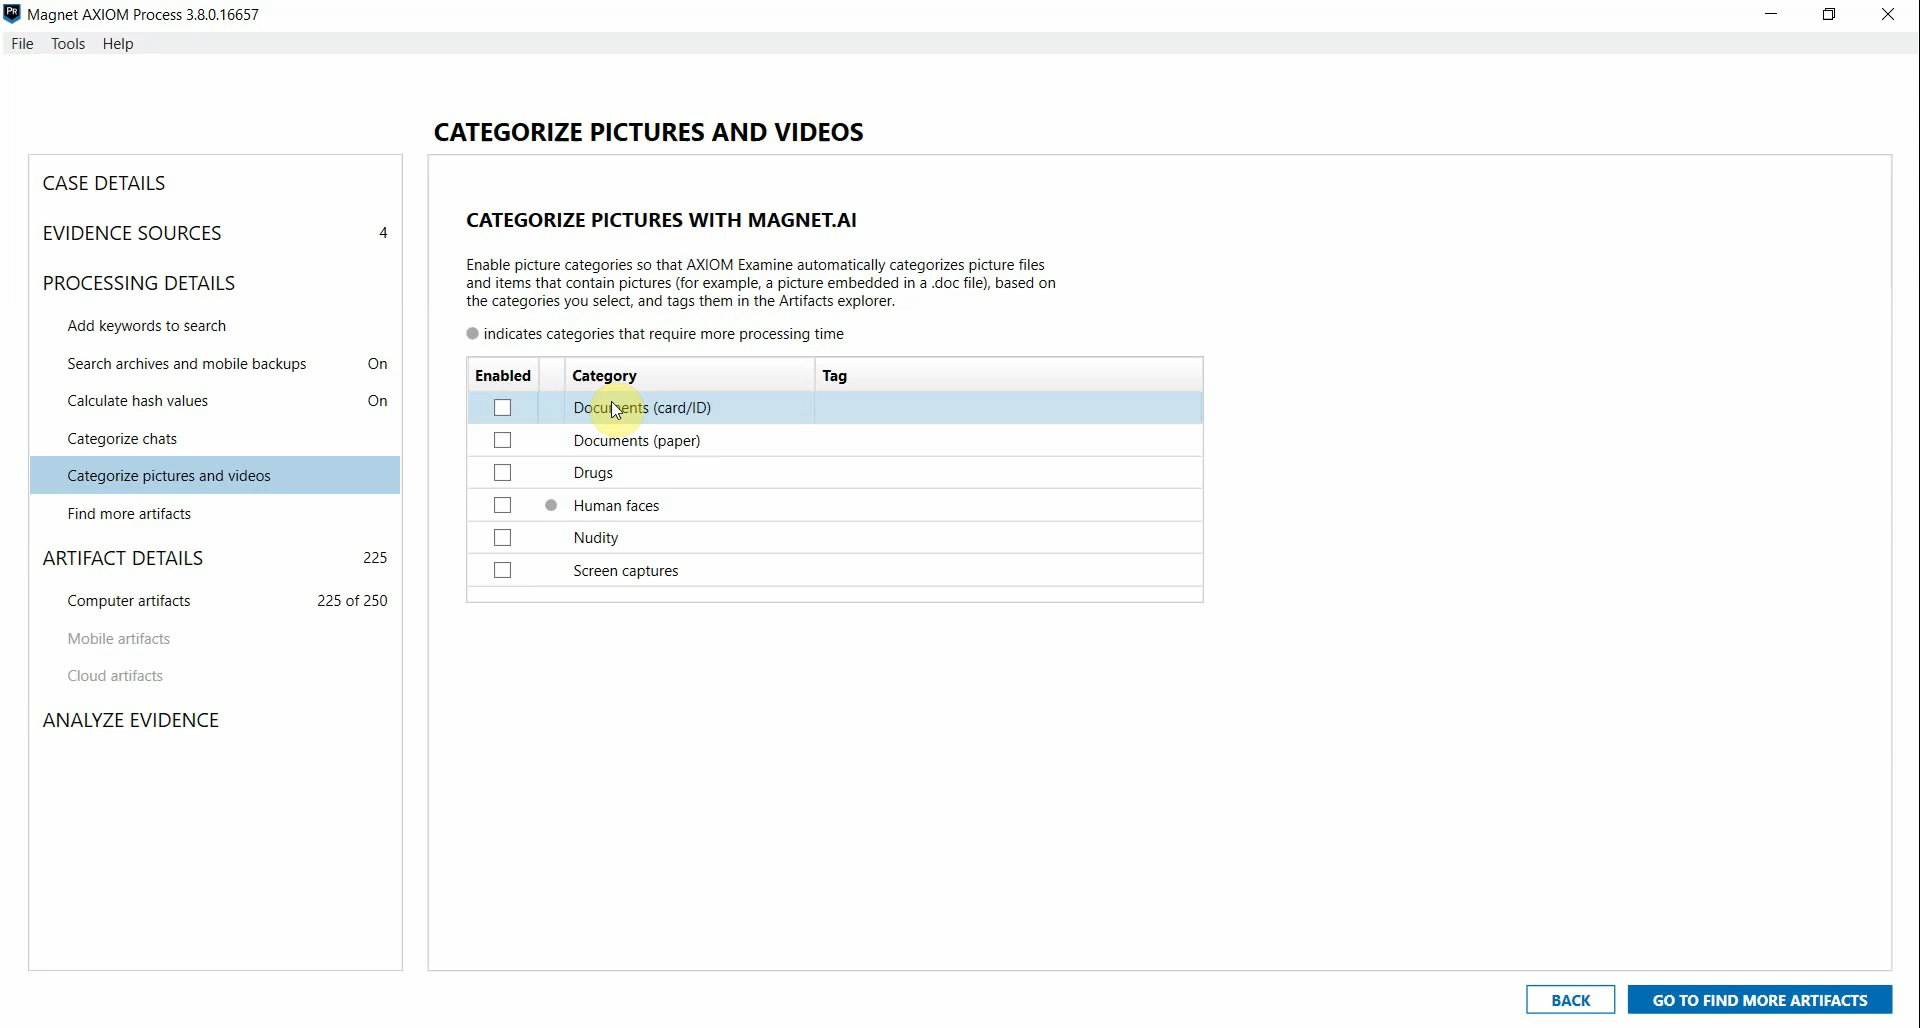 PR Magnet AXIOM Process 3.8.0.16657
File Tools Help
CATEGORIZE PICTURES AND VIDEOS
CASE DETAILS
EVIDENCE SOURCES 4
PROCESSING DETAILS
Add keywords to search
Search archives and mobile backups On
Calculate hash values On
Categorize chats
Categorize pictures and videos
Find more artifacts
ARTIFACT DETAILS 225
Computer artifacts 225 of 250
Mobile artifacts
Cloud artifacts
ANALYZE EVIDENCE
CATEGORIZE PICTURES WITH MAGNET.AI
Enable picture categories so that AXIOM Examine automatically categorizes picture files
and items that contain pictures (for example, a picture embedded in a .doc file), based on
the categories you select, and tags them in the Artifacts explorer.
indicates categories that require more processing time
Enabled Category Tag
Documents (card/ID)
Documents (paper)
Drugs
Human faces
Nudity
Screen captures
BACK GO TO FIND MORE ARTIFACTS